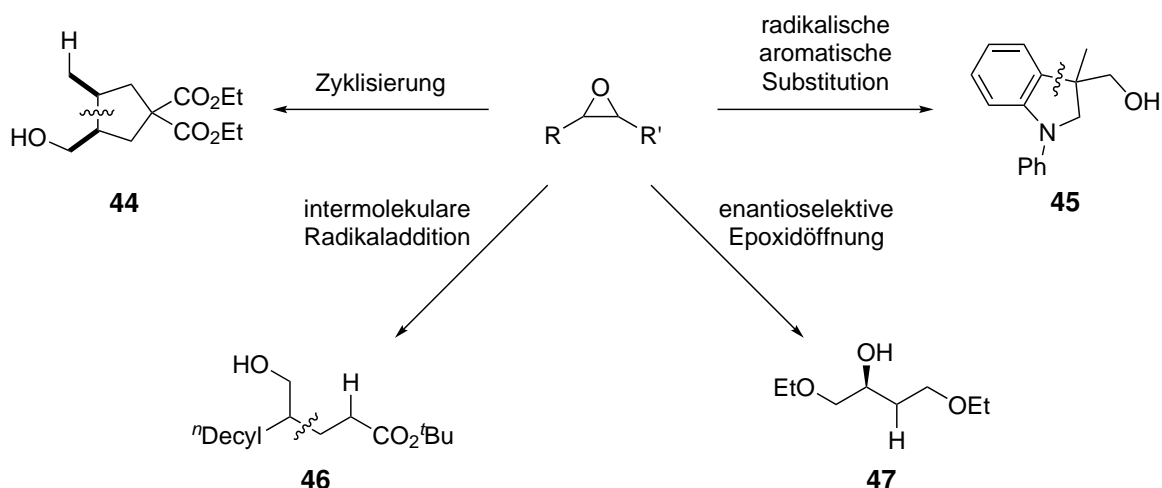 H
CO2Et
CO2Et
HO
44
Zyklisierung
O
R
R'
radikalische
aromatische
Substitution
N
Ph
OH
45
intermolekulare
Radikaladdition
enantioselektive
Epoxidöffnung
HO
H
nDecyl
CO2tBu
46
OH
EtO
OEt
H
47